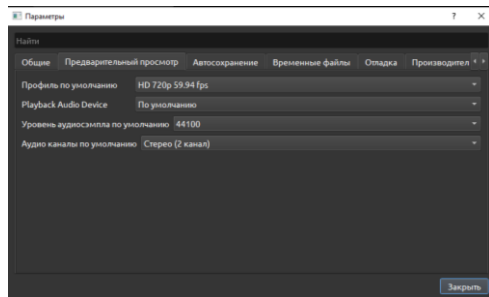 Параметры
Найти
Общие Предварительный просмотр Автосохранение Временные файлы Отладка Производител
Профиль по умолчанию HD 720p 59.94 fps
Playback Audio Device По умолчанию
Уровень аудиосэмпла по умолчанию 44100
Аудио каналы по умолчанию Стерео (2 канал)
Закрыть